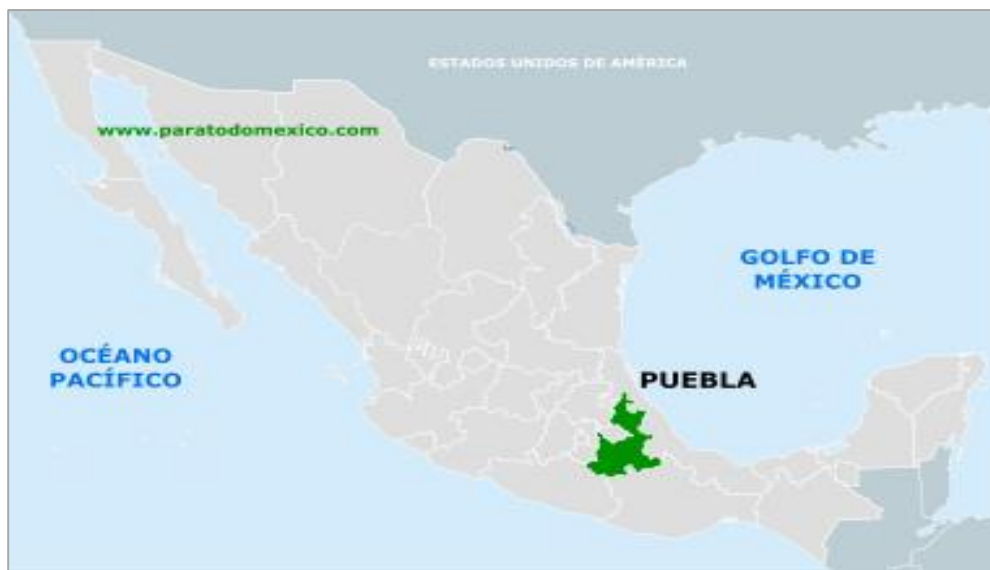 ESTADOS UNIDOS DE AMÉRICA
www.paratodomexico.com
GOLFO DE
MÉXICO
OCÉANO
PACÍFICO
PUEBLA